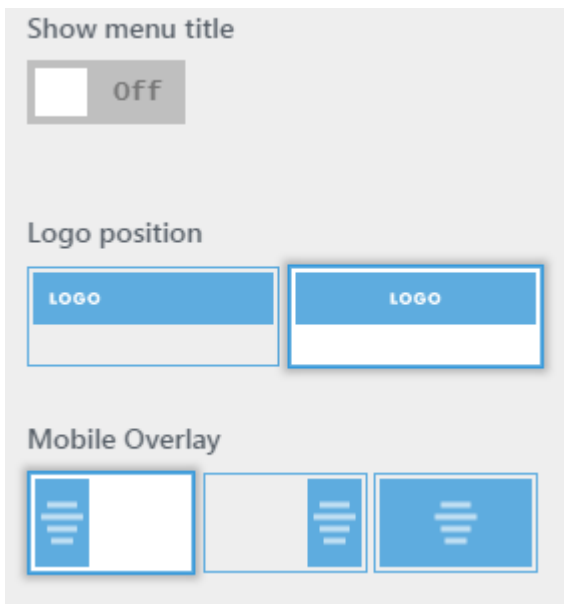 Show menu title
Off
Logo position
LOGO
LOGO
Mobile Overlay